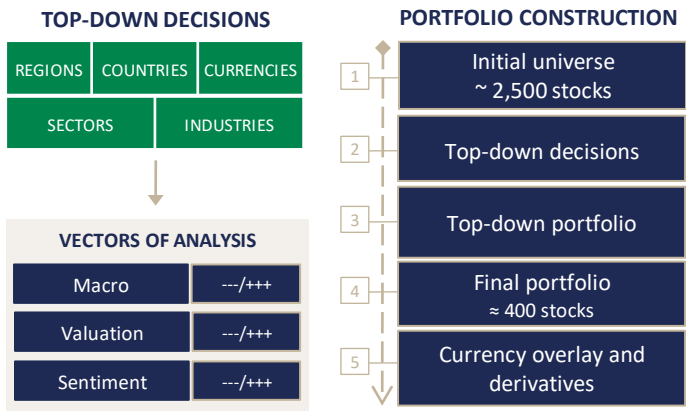 TOP-DOWN DECISIONS
REGIONS
COUNTRIES
CURRENCIES
SECTORS
INDUSTRIES
VECTORS OF ANALYSIS
Macro
---/+++
Valuation
---/+++
Sentiment
---/+++
PORTFOLIO CONSTRUCTION
1
Initial universe
~ 2,500 stocks
2
Top-down decisions
3
Top-down portfolio
4
Final portfolio
≈ 400 stocks
5
Currency overlay and
derivatives